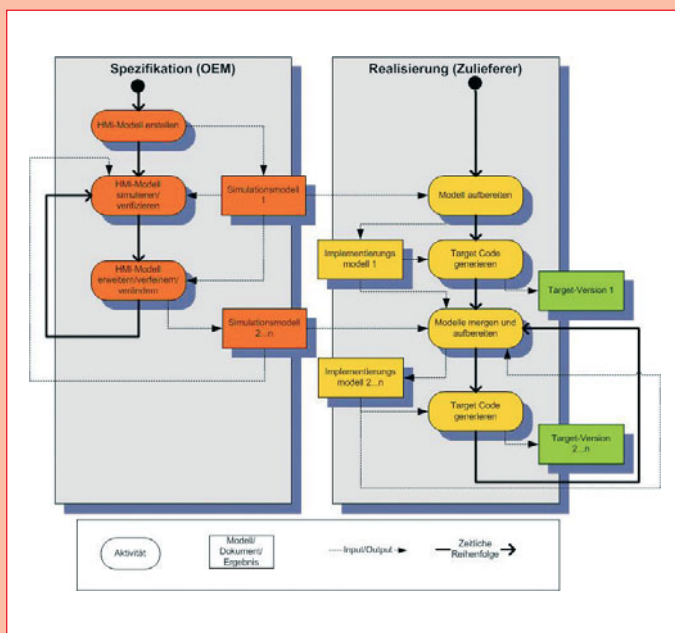 Spezifikation (OEM)
Realisierung (Zulieferer)
HMI-Modell erstellen
HMI-Modell
simulieren/
verifizieren
Simulationsmodell
1
Modell aufbereiten
HMI-Modell
erweitern/verfeinern/
verändern
Implementierungs
modell 1
Target Code
generieren
Target-Version 1
Simulationsmodell
2...n
Modelle mergen und
aufbereiten
Implementierungs
modell 2...n
Target Code
generieren
Target-Version
2...n
Aktivität
Modell/
Dokument/
Ergebnis
Input/Output
Zeitliche
Reihenfolge